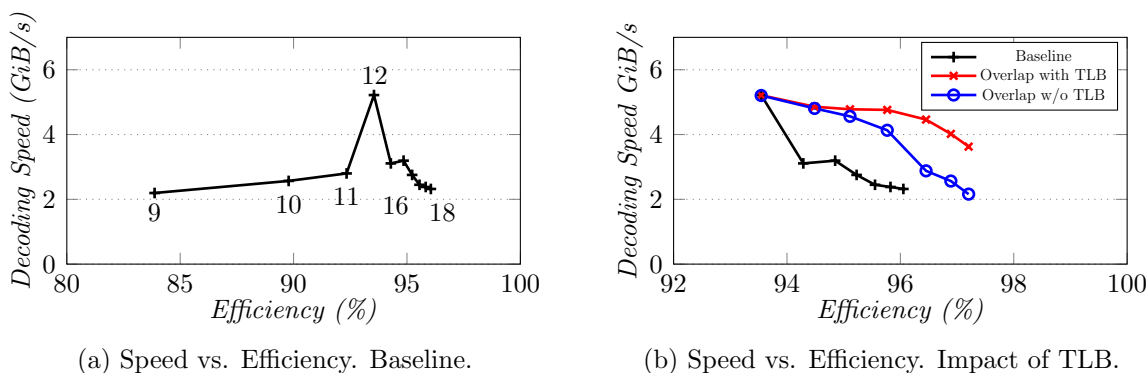 Decoding Speed (GiB/s)
6
4
2
0
80
85
90
95
100
Efficiency (%)
9
10
11
12
16
18
(a) Speed vs. Efficiency. Baseline.
Decoding Speed GiB/s)
6
4
2
0
92
94
96
98
100
Efficiency (%)
Baseline
Overlap with TLB
Overlap w/o TLB
(b) Speed vs. Efficiency. Impact of TLB.